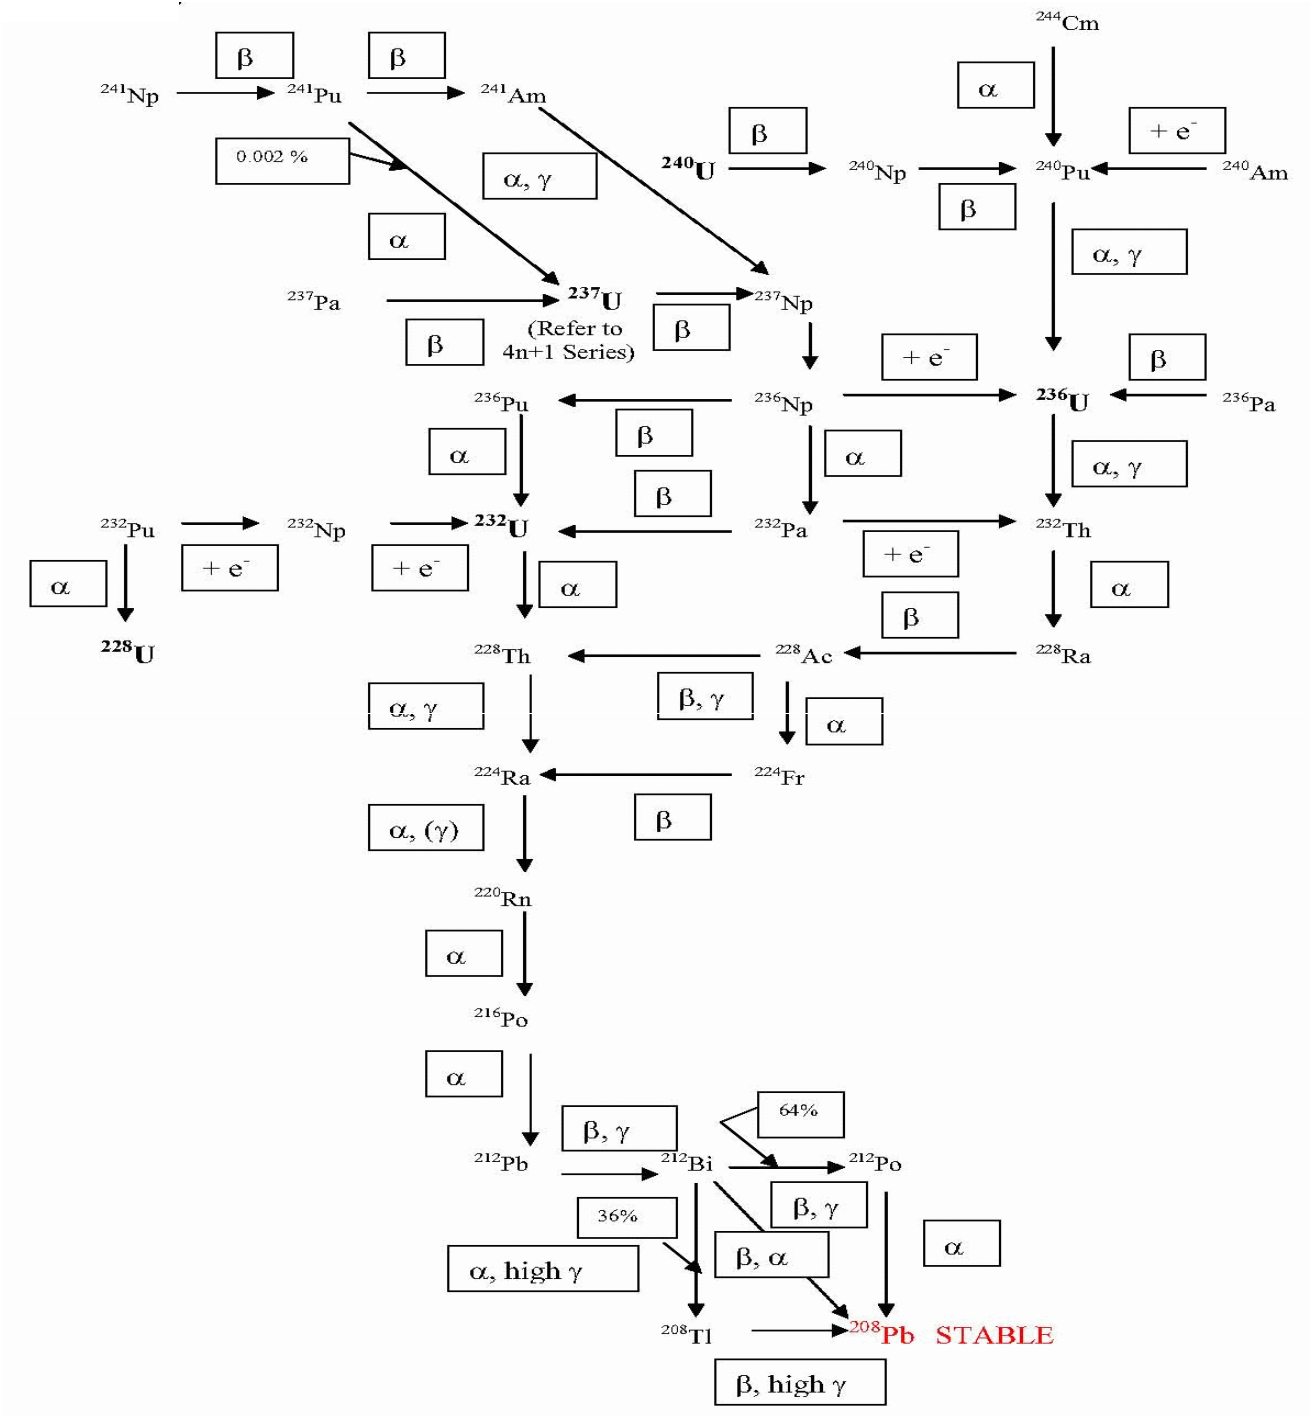 ²⁴⁴Cm
β β
α
²⁴¹Np ²⁴¹Pu ²⁴¹Am
β + e⁻
0.002 %
α, γ
²⁴⁰U ²⁴⁰Np ²⁴⁰Pu ²⁴⁰Am
β
α
α, γ
²³⁷Pa ²³⁷U ²³⁷Np
(Refer to
4n+1 Series)
β β
+ e⁻ β
²³⁶Pu ²³⁶Np ²³⁶U ²³⁶Pa
β
α α α, γ
β
²³²Pu ²³²Np ²³²U ²³²Pa ²³²Th
+ e⁻ + e⁻ + e⁻
α α α
β
²²⁸U ²²⁸Th ²²⁸Ac ²²⁸Ra
β, γ
α, γ α
²²⁴Ra ²²⁴Fr
β
α, (γ)
²²⁰Rn
α
²¹⁶Po
α
64%
β, γ
²¹²Pb ²¹²Bi ²¹²Po
β, γ
36%
α, high γ β, α α
²⁰⁸Tl ²⁰⁸Pb STABLE
β, high γ